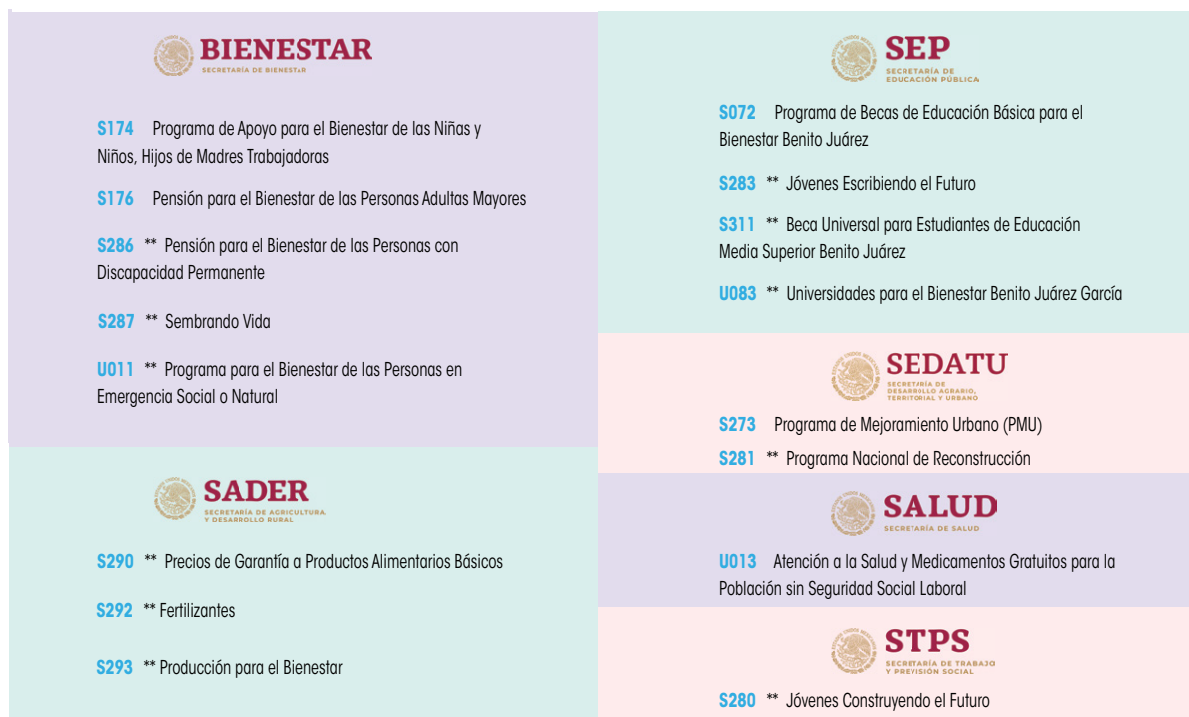 BIENESTAR
SECRETARÍA DE BIENESTAR
S174 Programa de Apoyo para el Bienestar de las Niñas y
Niños, Hijos de Madres Trabajadoras
S176 Pensión para el Bienestar de las Personas Adultas Mayores
S286 ** Pensión para el Bienestar de las Personas con
Discapacidad Permanente
S287 ** Sembrando Vida
U011 ** Programa para el Bienestar de las Personas en
Emergencia Social o Natural
SADER
SECRETARÍA DE AGRICULTURA
Y DESARROLLO RURAL
S290 ** Precios de Garantía a Productos Alimentarios Básicos
S292 ** Fertilizantes
S293 ** Producción para el Bienestar
SEP
SECRETARÍA DE
EDUCACIÓN PÚBLICA
S072 Programa de Becas de Educación Básica para el
Bienestar Benito Juárez
S283 ** Jóvenes Escribiendo el Futuro
S311 ** Beca Universal para Estudiantes de Educación
Media Superior Benito Juárez
U083 ** Universidades para el Bienestar Benito Juárez García
SEDATU
SECRETARÍA DE
DESARROLLO AGRARIO,
TERRITORIAL Y URBANO
S273 Programa de Mejoramiento Urbano (PMU)
S281 ** Programa Nacional de Reconstrucción
SALUD
SECRETARÍA DE SALUD
U013 Atención a la Salud y Medicamentos Gratuitos para la
Población sin Seguridad Social Laboral
STPS
SECRETARÍA DE TRABAJO
Y PREVISIÓN SOCIAL
S280 ** Jóvenes Construyendo el Futuro